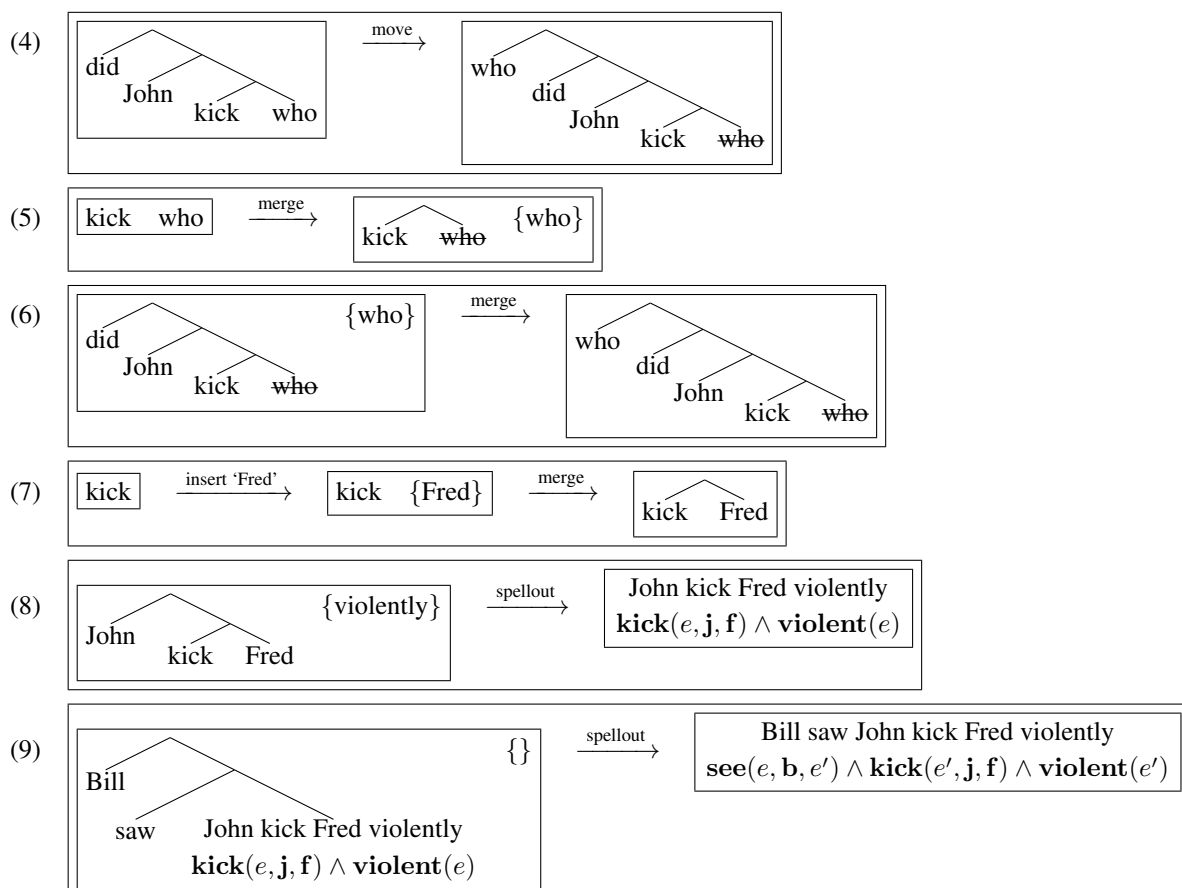 (4) did John kick who move who did John kick who
(5) kick who merge kick who {who}
(6) did John kick who {who} merge who did John kick who
(7) kick insert ‘Fred’ kick {Fred} merge kick Fred
(8) John kick Fred {violently} spellout John kick Fred violently
kick(e, j, f) ∧ violent(e)
(9) Bill saw John kick Fred violently {} spellout Bill saw John kick Fred violently
kick(e, j, f) ∧ violent(e) see(e, b, e′) ∧ kick(e′, j, f) ∧ violent(e′)